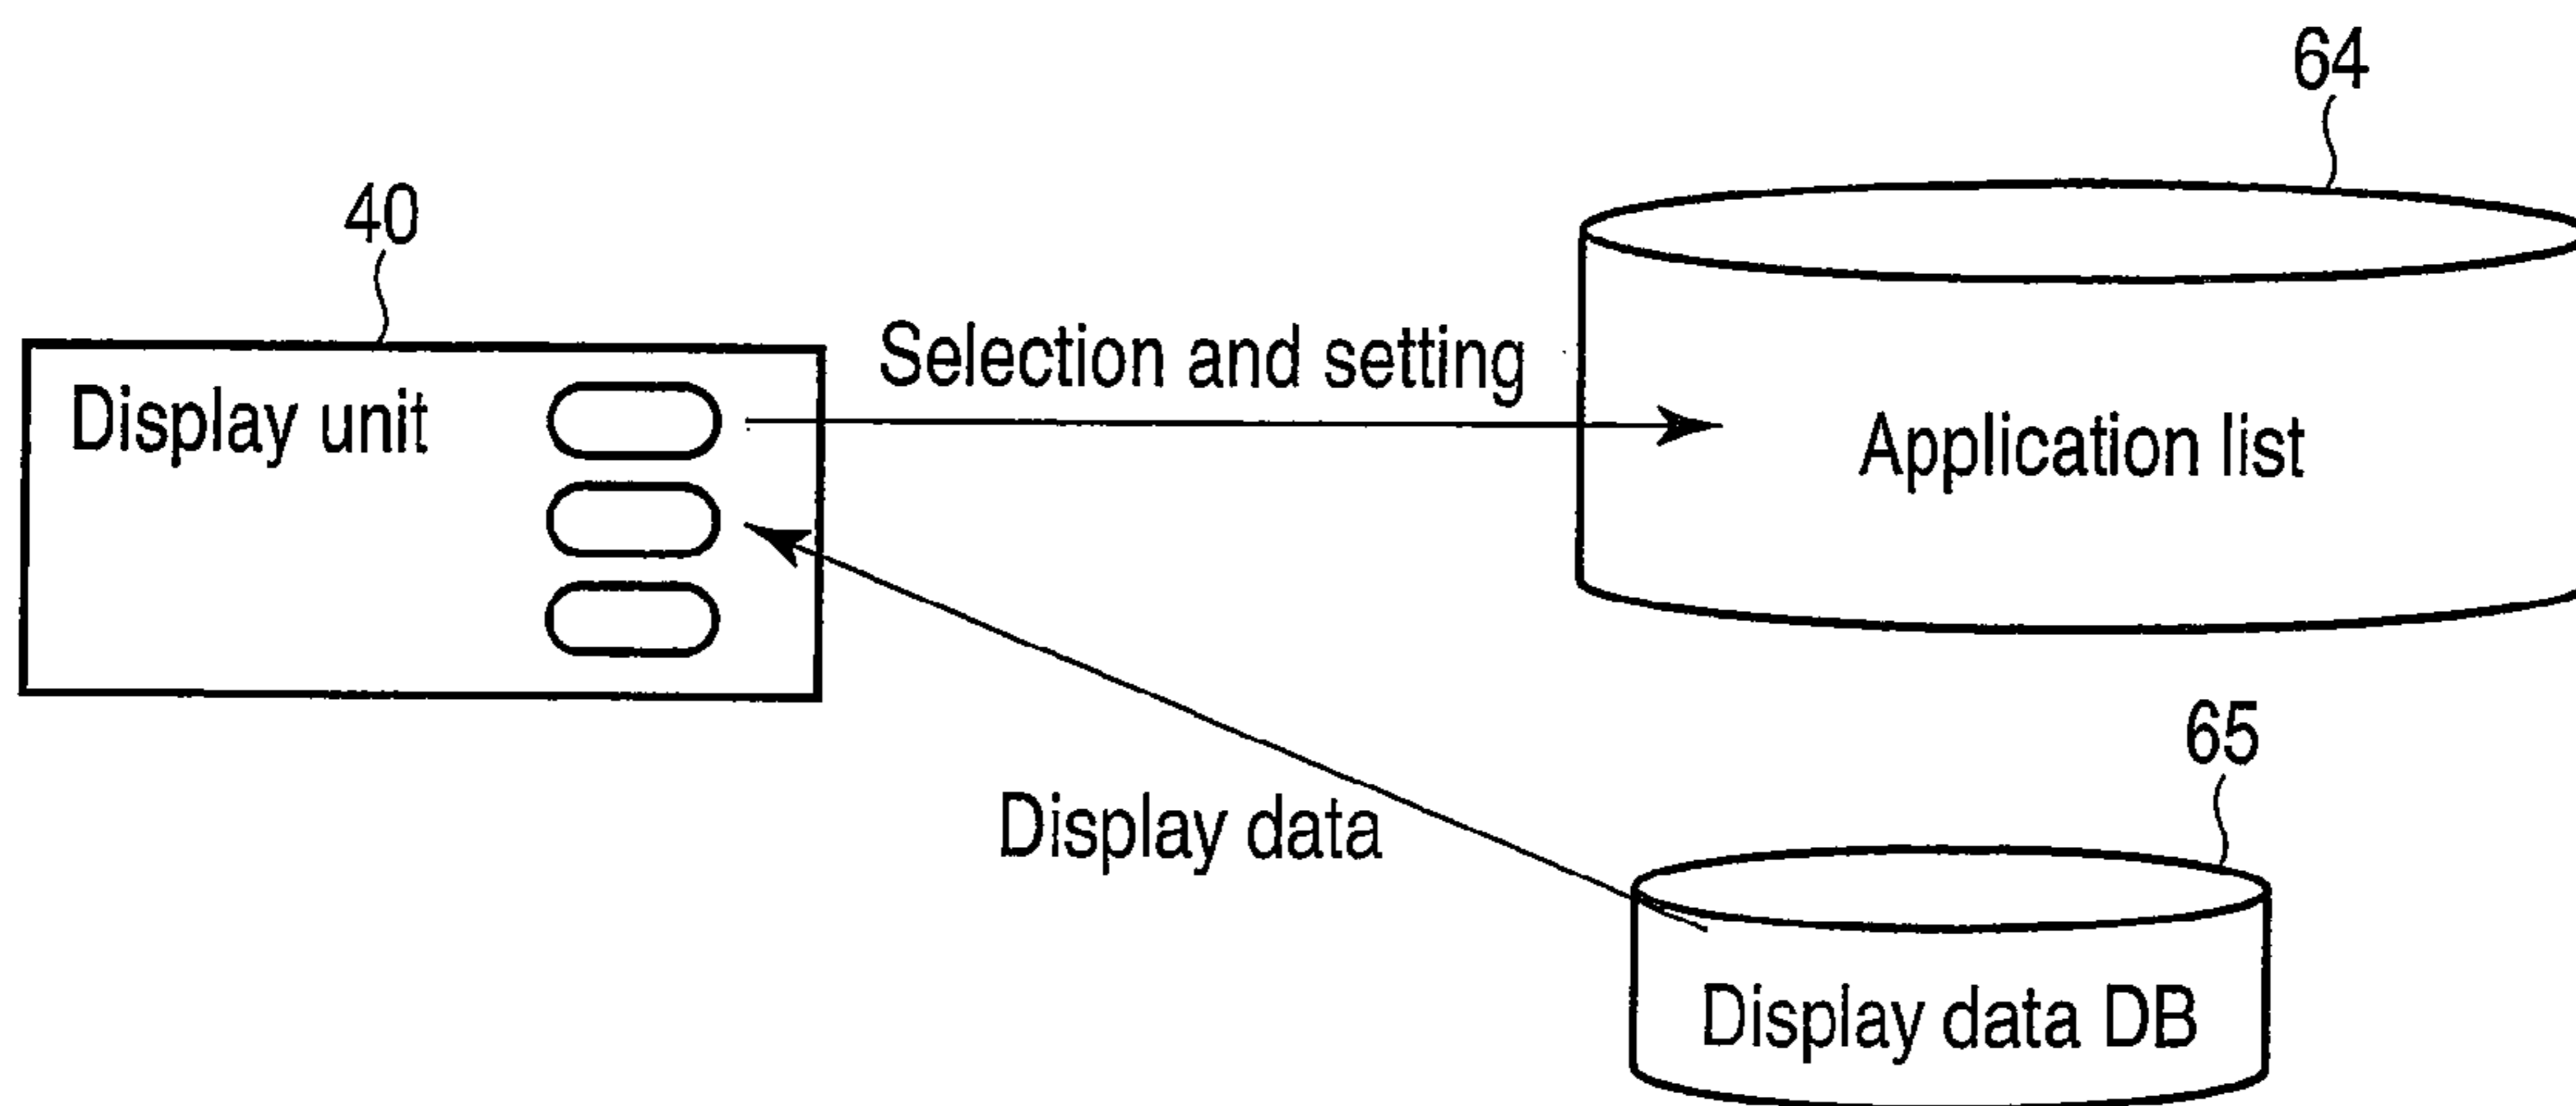 64
40
Selection and setting
Display unit
Application list
65
Display data
Display data DB